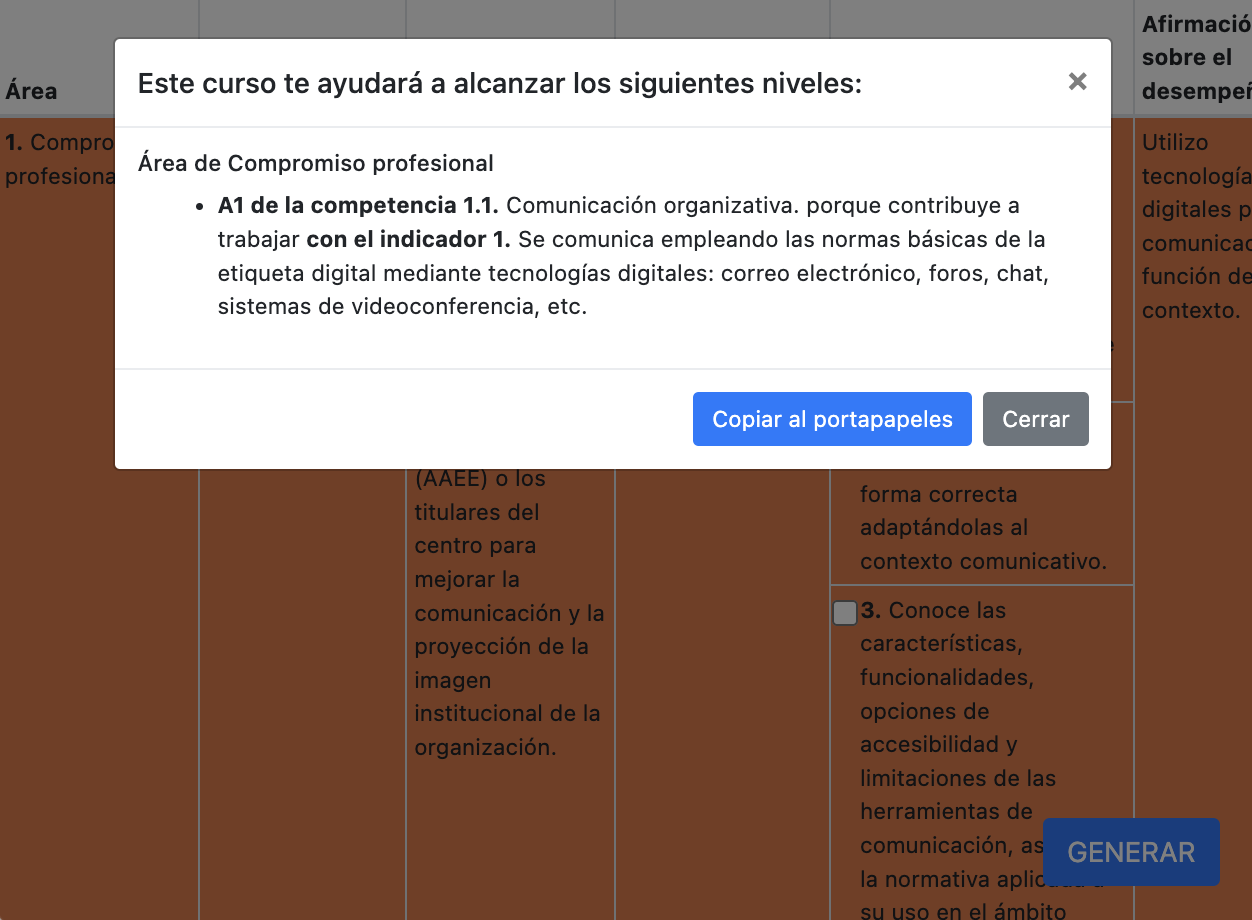 Afirmació
sobre el
desempeñ
Área
Este curso te ayudará a alcanzar los siguientes niveles:
×
1. Compro
profesiona
Área de Compromiso profesional
• A1 de la competencia 1.1. Comunicación organizativa. porque contribuye a
trabajar con el indicador 1. Se comunica empleando las normas básicas de la
etiqueta digital mediante tecnologías digitales: correo electrónico, foros, chat,
sistemas de videoconferencia, etc.
Copiar al portapapeles
Cerrar
Utilizo
tecnología
digitales p
comunicac
función de
contexto.
(AAEE) o los
titulares del
centro para
mejorar la
comunicación y la
proyección de la
imagen
institucional de la
organización.
forma correcta
adaptándolas al
contexto comunicativo.
3. Conoce las
características,
funcionalidades,
opciones de
accesibilidad y
limitaciones de las
herramientas de
comunicación, as
la normativa aplicada a
su uso en el ámbito
GENERAR